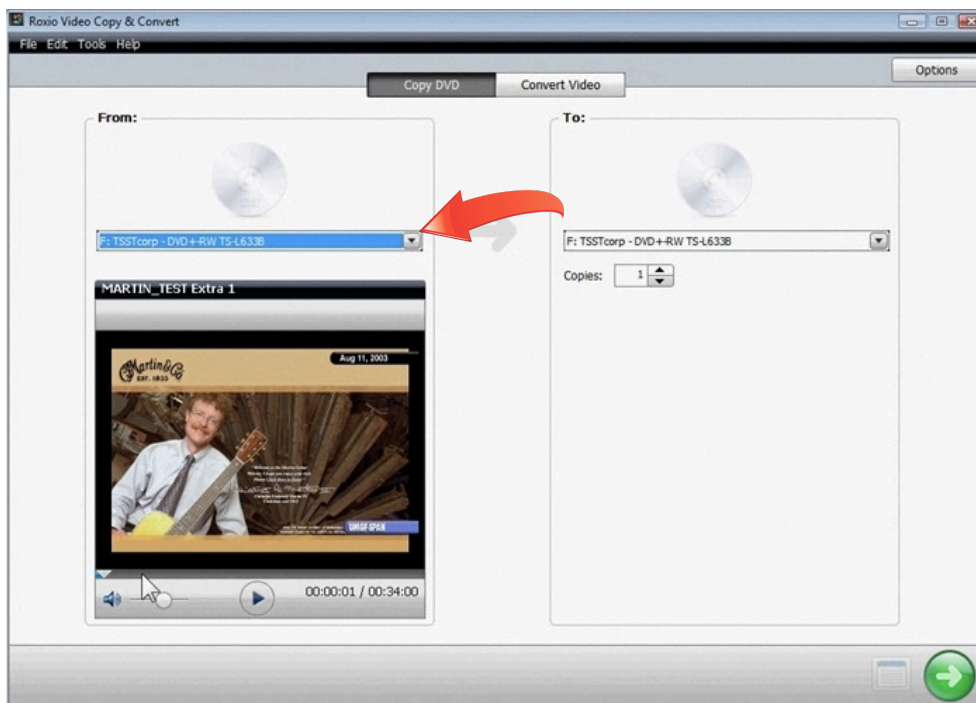 Roxio Video Copy & Convert
File Edit Tools Help
Options
Copy DVD Convert Video
From:
To:
F: TSSTcorp - DVD+-RW TS-L633B
F: TSSTcorp - DVD+-RW TS-L633B
Copies: 1
MARTIN_TEST Extra 1
Aug 11, 2003
Martin & Co
EST. 1833
UMGF-SPAN
00:00:01 / 00:34:00